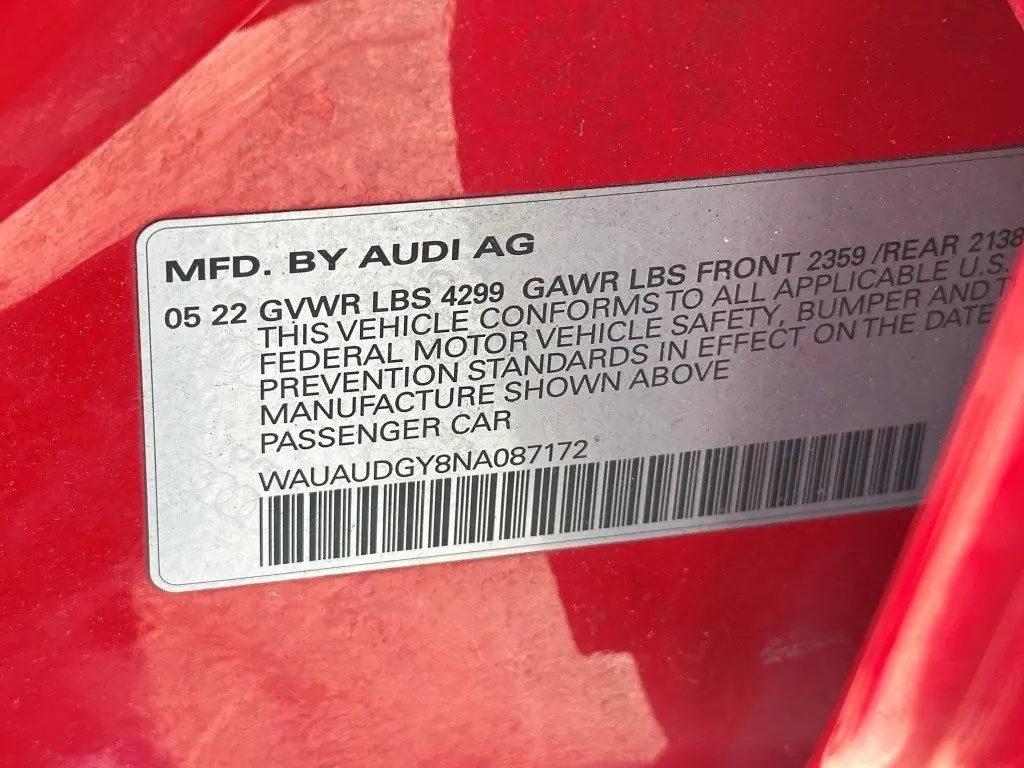 MFD. BY AUDI AG
05 22 GVWR LBS 4299 GAWR LBS FRONT 2359 /REAR 2138
THIS VEHICLE CONFORMS TO ALL APPLICABLE U.S.
FEDERAL MOTOR VEHICLE SAFETY, BUMPER AND
PREVENTION STANDARDS IN EFFECT ON THE DATE
MANUFACTURE SHOWN ABOVE
PASSENGER CAR
WAUAUDGY8NA087172